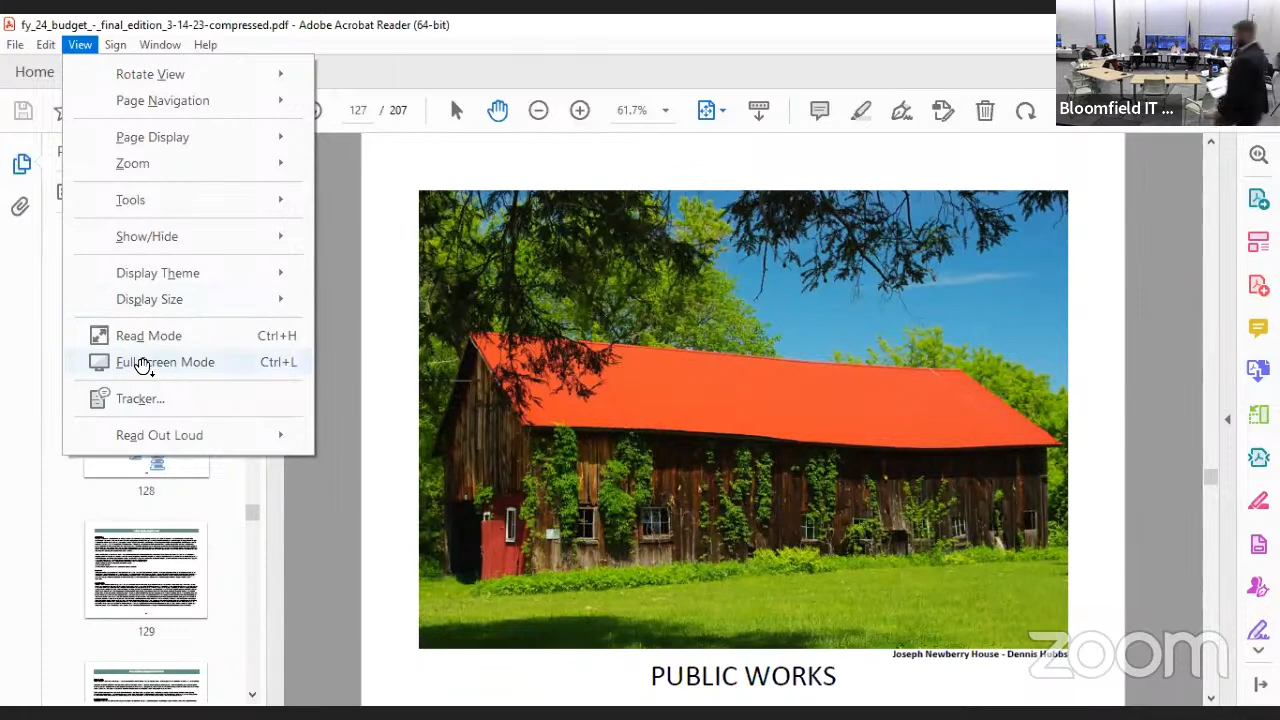 fy_24_budget_-_final_edition_3-14-23-compressed.pdf - Adobe Acrobat Reader (64-bit)
File Edit View Sign Window Help
Home
Rotate View
Page Navigation
Page Display
Zoom
Tools
Show/Hide
Display Theme
Display Size
Read Mode Ctrl+H
Full Screen Mode Ctrl+L
Tracker...
Read Out Loud
127 / 207
61.7%
Bloomfield IT ...
128
129
Joseph Newberry House - Dennis Hubbs
PUBLIC WORKS
zoom